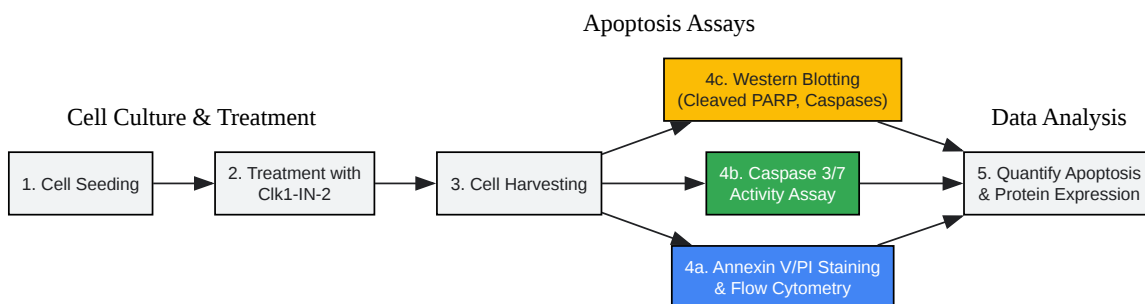 Apoptosis Assays
4c. Western Blotting
(Cleaved PARP, Caspases)
Cell Culture & Treatment
Data Analysis
1. Cell Seeding
2. Treatment with
Clk1-IN-2
3. Cell Harvesting
4b. Caspase 3/7
Activity Assay
5. Quantify Apoptosis
& Protein Expression
4a. Annexin V/PI Staining
& Flow Cytometry